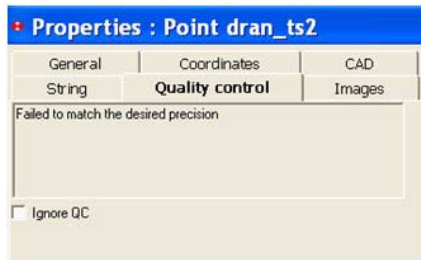 Properties : Point dran_ts2
General Coordinates CAD
String Quality control Images
Failed to match the desired precision
Ignore QC